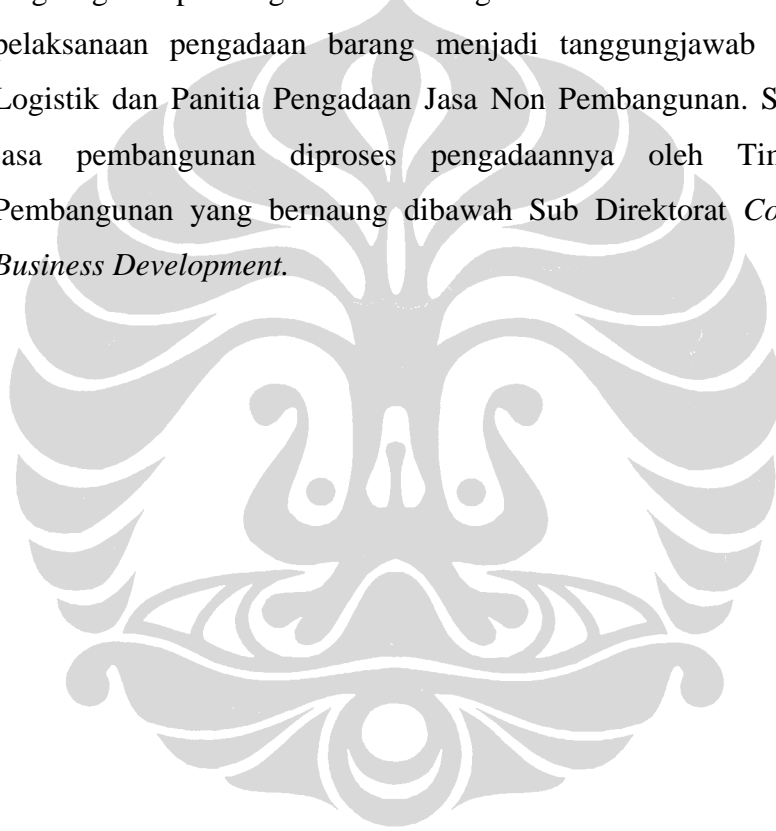 pelaksanaan pengadaan barang menjadi tanggungjawab
Logistik dan Panitia Pengadaan Jasa Non Pembangunan. S
jasa pembangunan diproses pengadaannya oleh Tim
Pembangunan yang bernaung dibawah Sub Direktorat Co
Business Development.